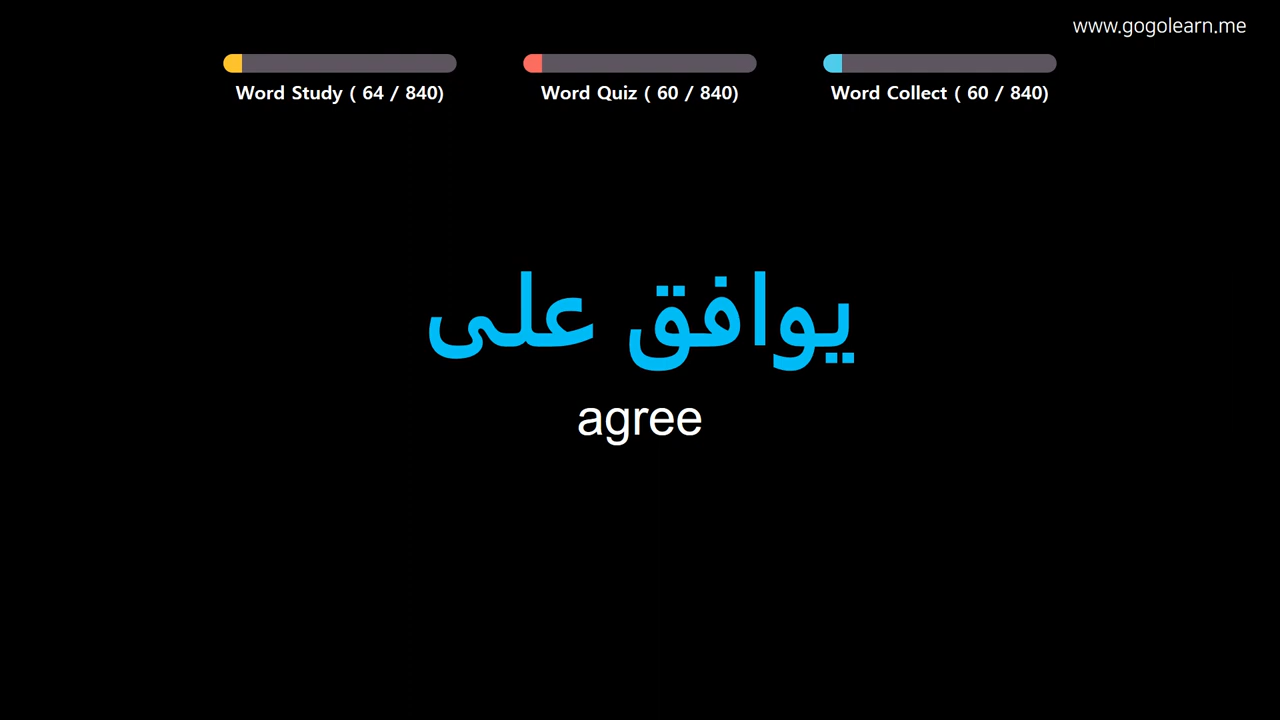 www.gogolearn.me
Word Study ( 64 / 840)
Word Quiz ( 60 / 840)
Word Collect ( 60 / 840)
يوافق على
agree